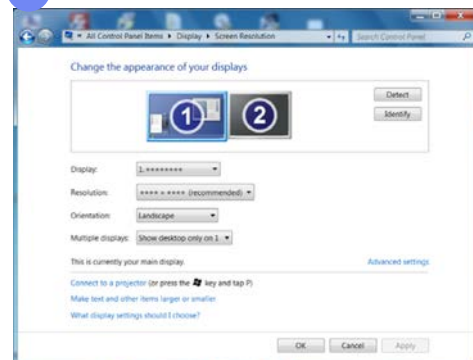 All Control Panel Items ▸ Display ▸ Screen Resolution
Search Control Panel
Change the appearance of your displays
1 2
Detect
Identify
Display: 1.********
Resolution: **** × **** (recommended)
Orientation: Landscape
Multiple displays: Show desktop only on 1
This is currently your main display.
Advanced settings
Connect to a projector (or press the key and tap P)
Make text and other items larger or smaller
What display settings should I choose?
OK Cancel Apply